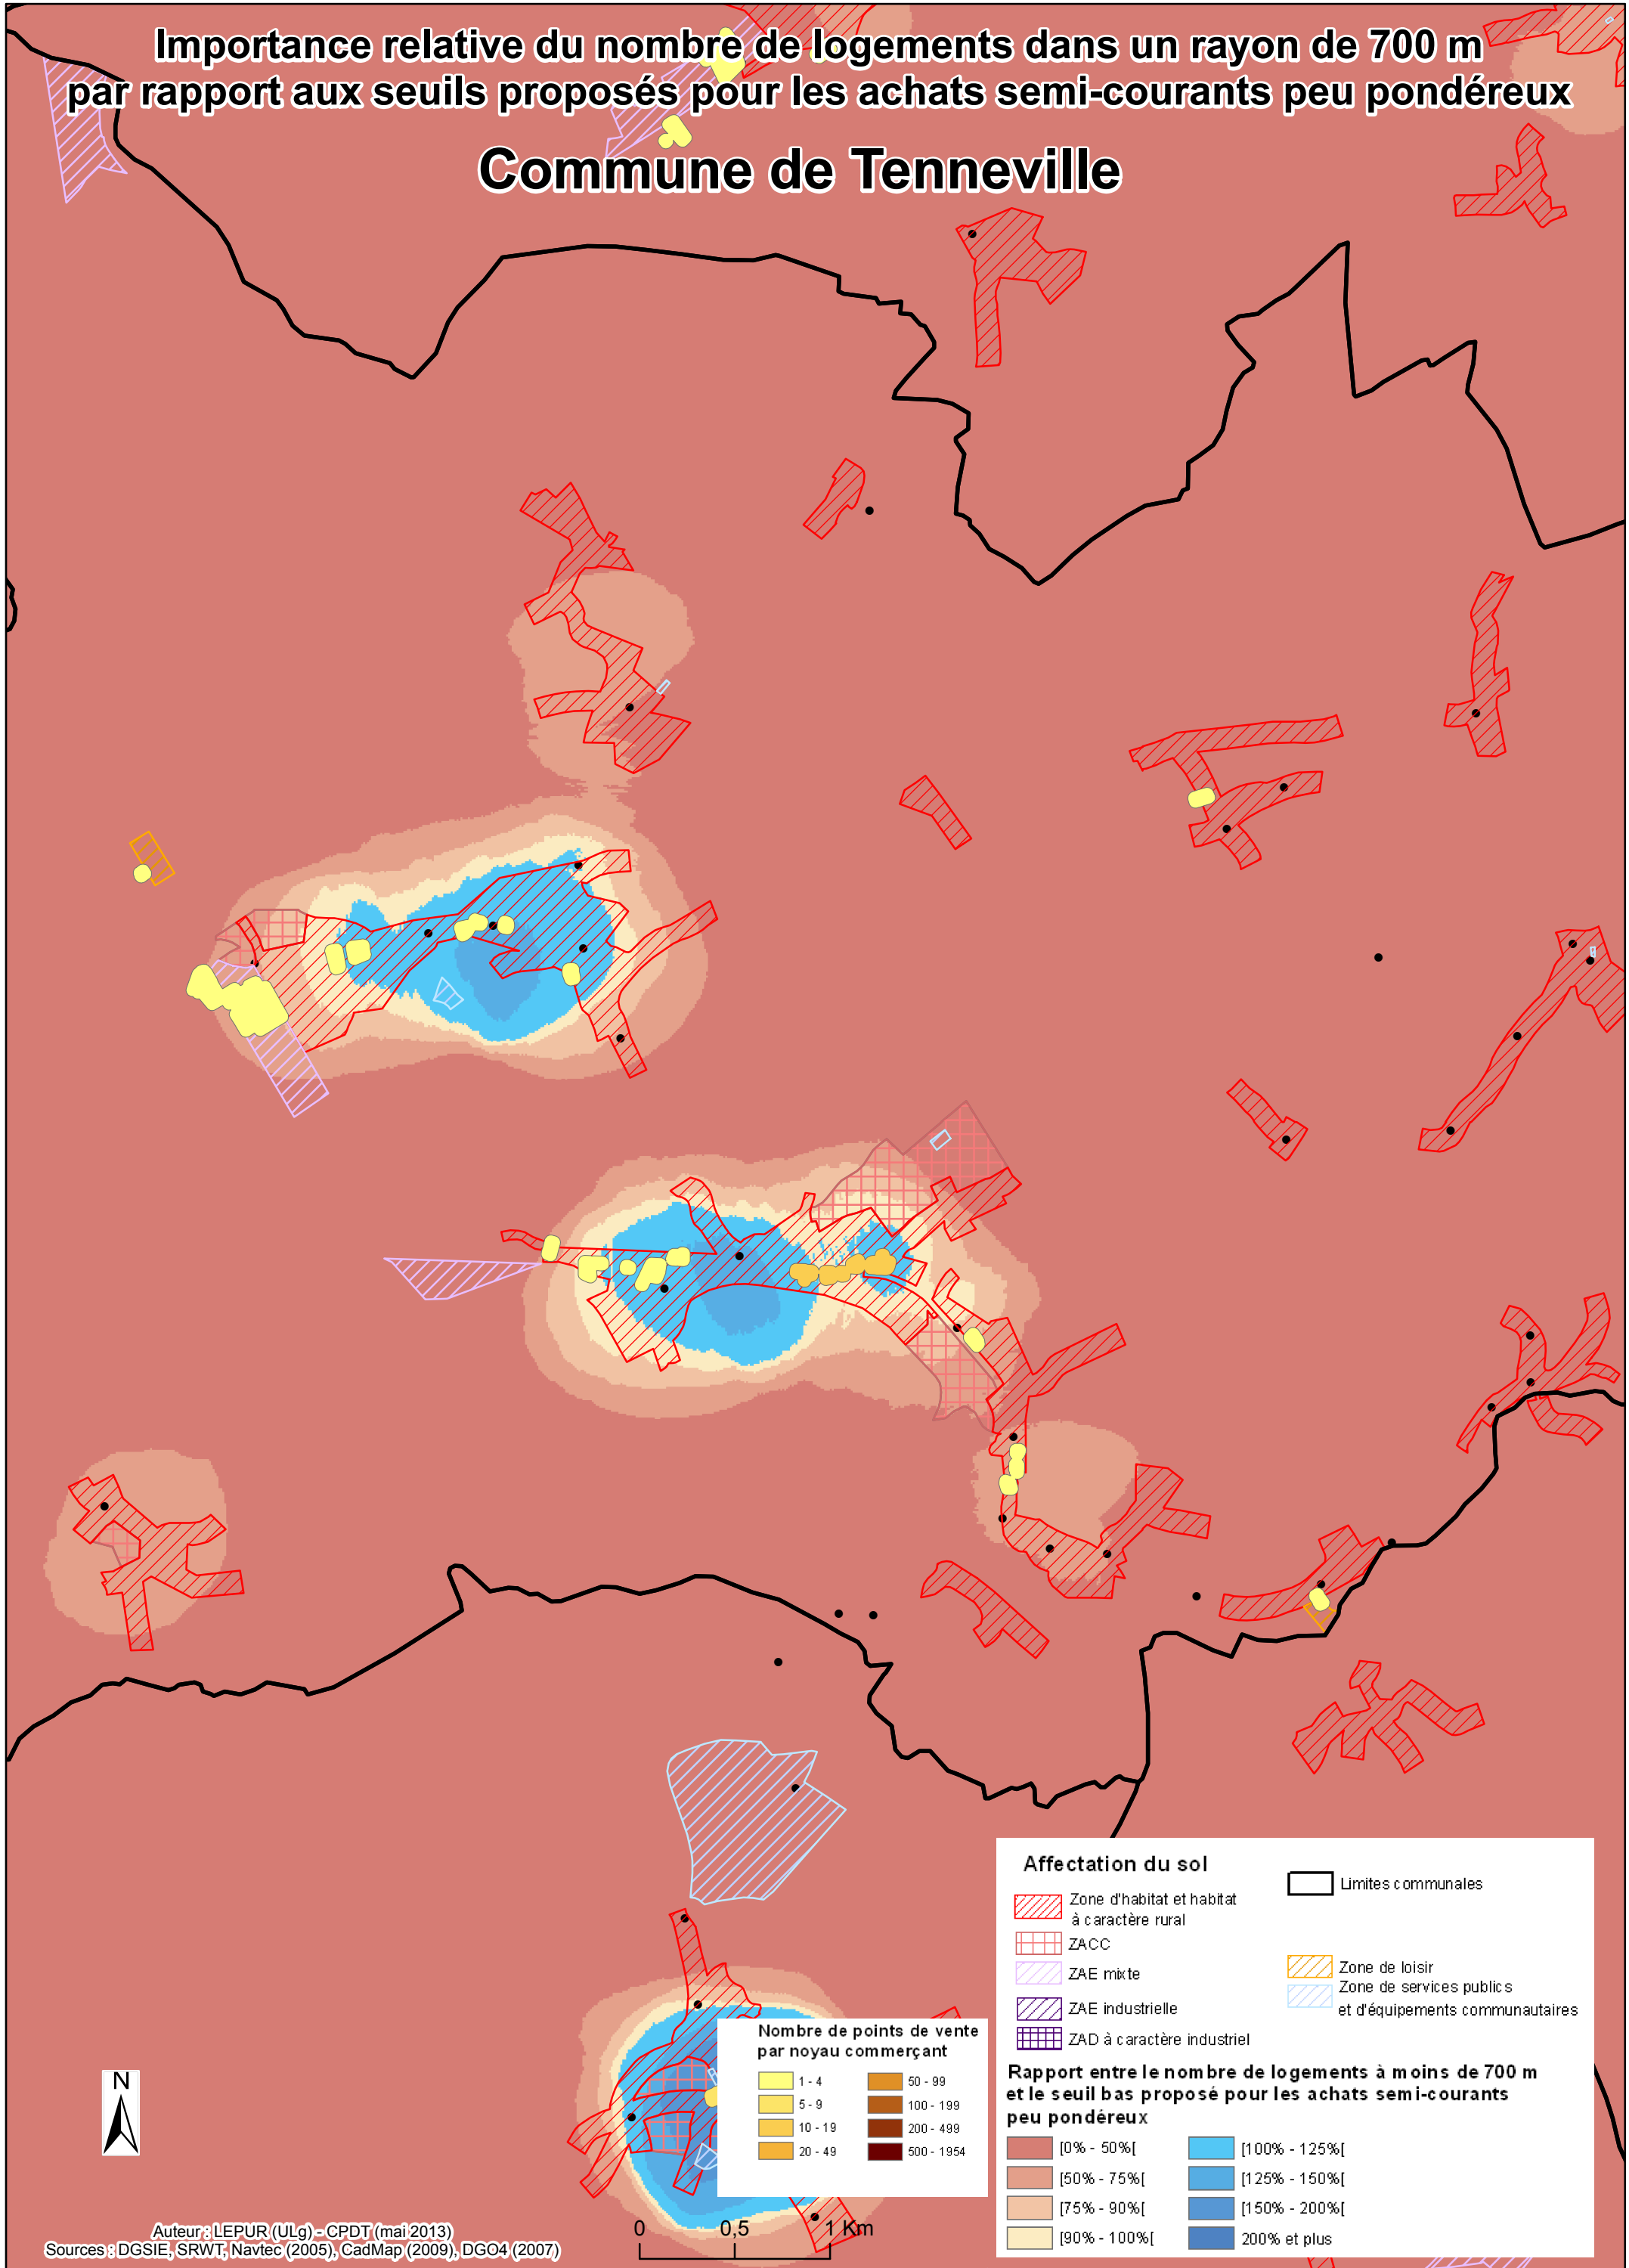 Importance relative du nombre de logements dans un rayon de 700 m
par rapport aux seuils proposés pour les achats semi-courants peu pondéreux
Commune de Tenneville
Affectation du sol
Zone d'habitat et habitat
à caractère rural
ZACC
ZAE mixte
ZAE industrielle
ZAD à caractère industriel
Limites communales
Zone de loisir
Zone de services publics
et d'équipements communautaires
Nombre de points de vente
par noyau commerçant
1 - 4
5 - 9
10 - 19
20 - 49
50 - 99
100 - 199
200 - 499
500 - 1954
Rapport entre le nombre de logements à moins de 700 m
et le seuil bas proposé pour les achats semi-courants
peu pondéreux
[0% - 50%[
[50% - 75%[
[75% - 90%[
[90% - 100%[
[100% - 125%[
[125% - 150%[
[150% - 200%[
200% et plus
N
Auteur : LEPUR (ULg) - CPDT (mai 2013)
Sources : DGSIE, SRWT, Navtec (2005), CadMap (2009), DGO4 (2007)
0 0,5 1 Km